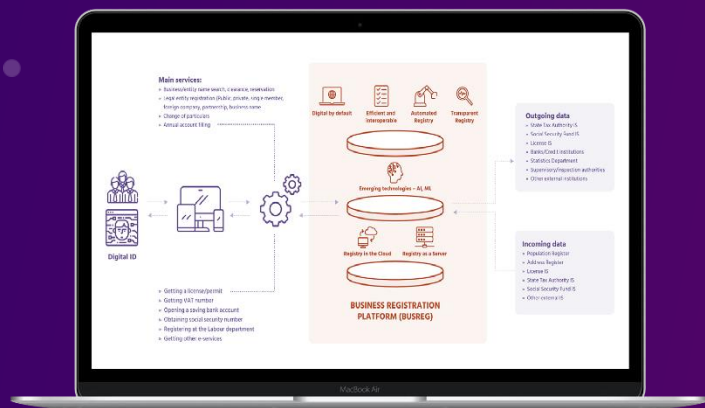 Main services:
Business/entity name search, clearance, reservation
Legal entity registration (Public, private, single member,
foreign company, partnership, business name
Change of particulars
Annual account filing
Digital ID
Getting a license/permit
Getting VAT number
Opening a saving bank account
Obtaining social security number
Registering at the Labour department
Getting other e-services
Digital by default
Efficient and
Interoperable
Automated
Registry
Transparent
Registry
Emerging technologies – AI, ML
Registry in the Cloud
Registry as a Server
BUSINESS REGISTRATION
PLATFORM (BUSREG)
Outgoing data
State Tax Authority IS
Social Security Fund IS
License IS
Banks/Credit institutions
Statistics Department
Supervisory/inspection authorities
Other external institutions
Incoming data
Population Register
Address Register
License IS
State Tax Authority IS
Social Security Fund IS
Other external IS
MacBook Air